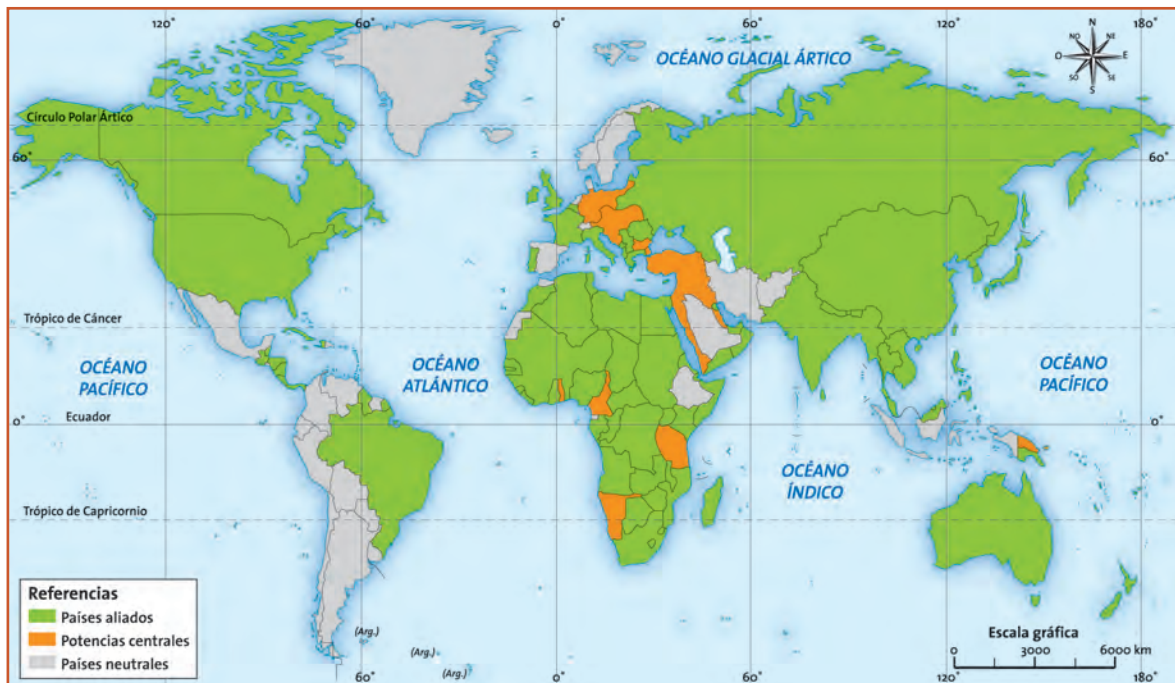 120°
60°
0°
60°
120°
180°
N
NO
NE
O
E
SO
SE
S
OCÉANO GLACIAL ÁRTICO
Círculo Polar Ártico
60°
60°
Trópico de Cáncer
OCÉANO
PACÍFICO
OCÉANO
ATLÁNTICO
OCÉANO
PACÍFICO
Ecuador
0°
0°
OCÉANO
ÍNDICO
Trópico de Capricornio
Referencias
Países aliados
Potencias centrales
Países neutrales
(Arg.)
(Arg.)
(Arg.)
Escala gráfica
0 3000 6000 km
120°
60°
0°
60°
120°
180°